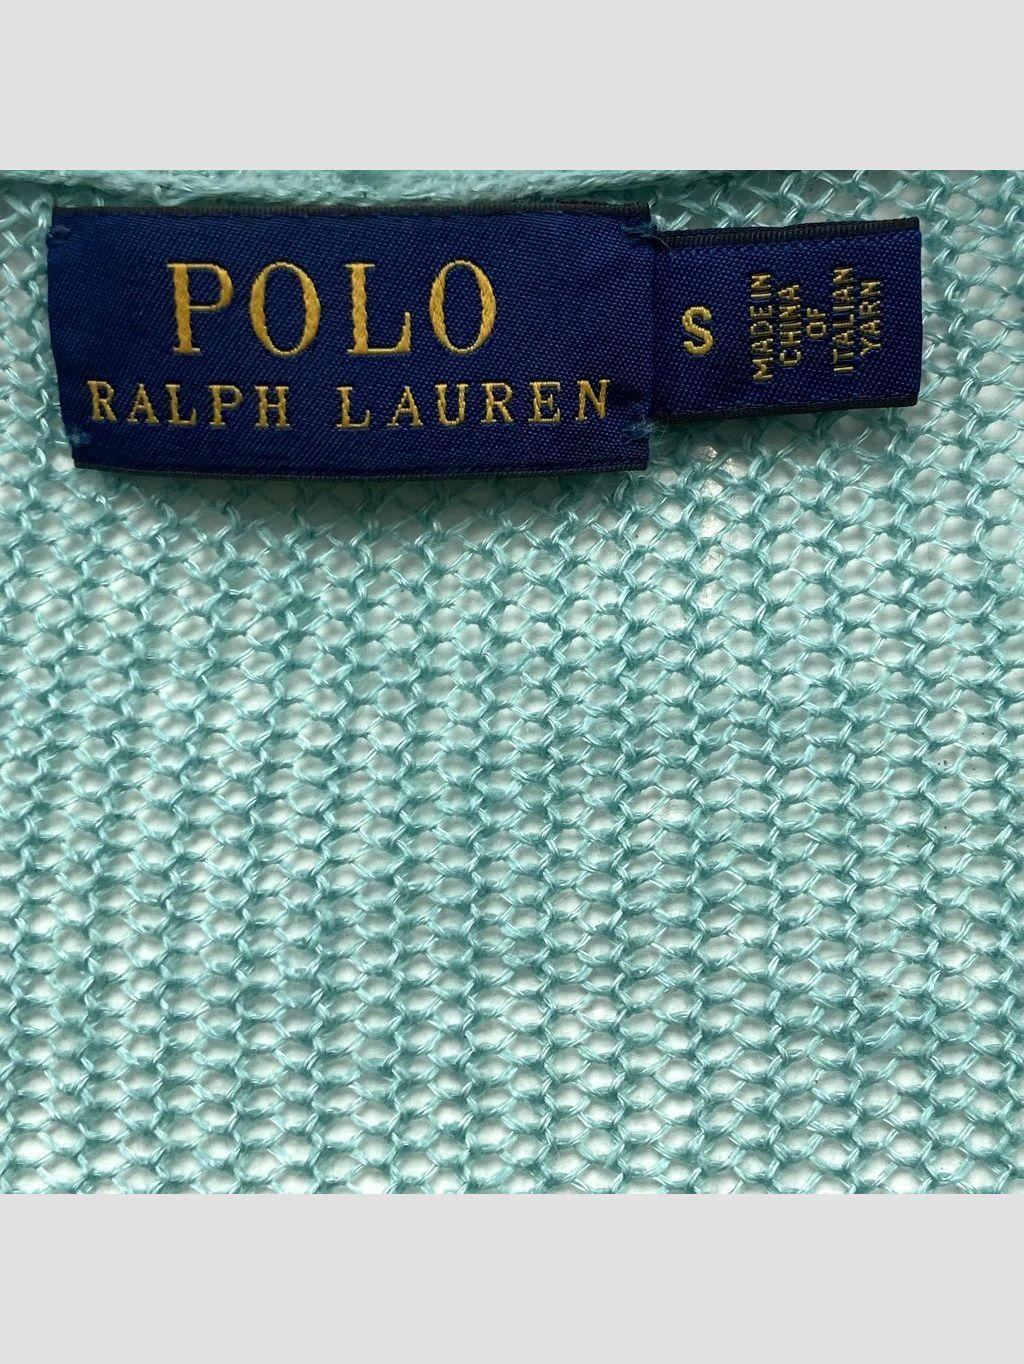 POLO
RALPH LAUREN
S
MADE IN
CHINA
OF
ITALIAN
YARN